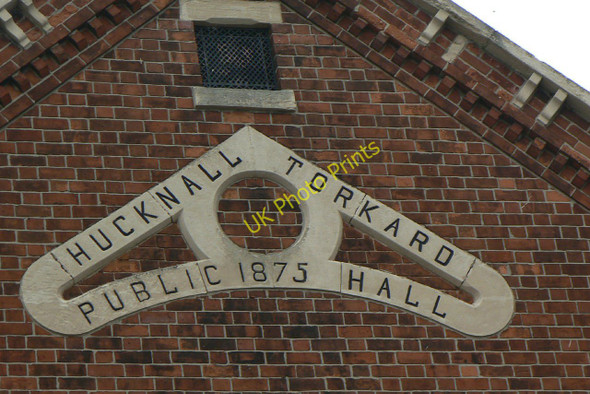 HUCKNALL TORKARD
PUBLIC 1875 HALL
UK Photo Prints